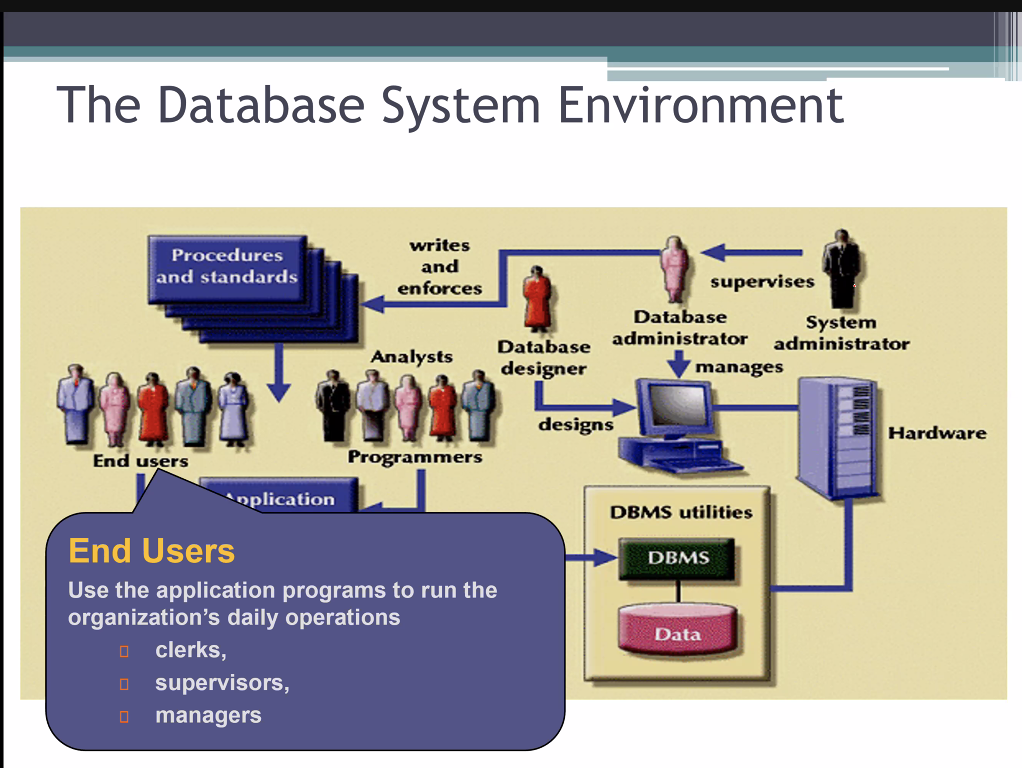 The Database System Environment
Procedures
and standards
writes
and
enforces
supervises
Database
administrator
System
administrator
Database
designer
manages
Analysts
designs
Hardware
End users
Programmers
Application
DBMS utilities
DBMS
Data
End Users
Use the application programs to run the
organization’s daily operations
clerks,
supervisors,
managers